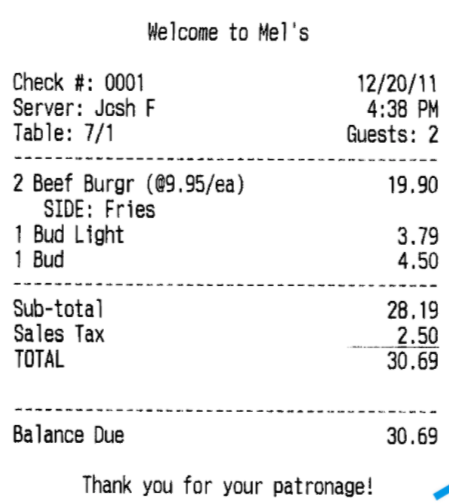 Welcome to Mel's
Check #: 0001 12/20/11
Server: Josh F 4:38 PM
Table: 7/1 Guests: 2
2 Beef Burgr (@9.95/ea) 19.90
SIDE: Fries
1 Bud Light 3.79
1 Bud 4.50
Sub-total 28.19
Sales Tax 2.50
TOTAL 30.69
Balance Due 30.69
Thank you for your patronage!